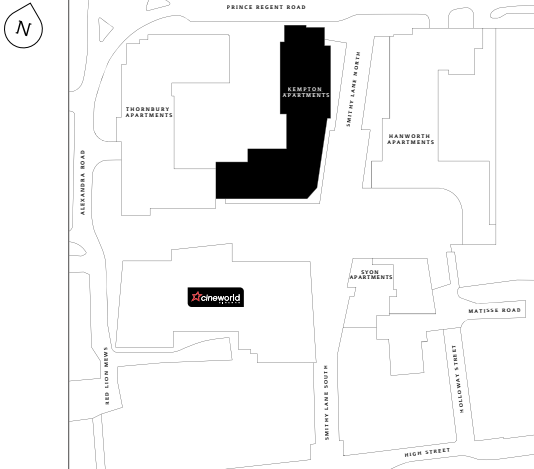 PRINCE REGENT ROAD
N
KEMPTON
APARTMENTS
SMITHY LANE NORTH
THORNBURY
APARTMENTS
HANWORTH
APARTMENTS
ALEXANDRA ROAD
SYON
APARTMENTS
cineworld
MATISSE ROAD
RED LION MEWS
SMITHY LANE SOUTH
HOLLOWAY STREET
HIGH STREET